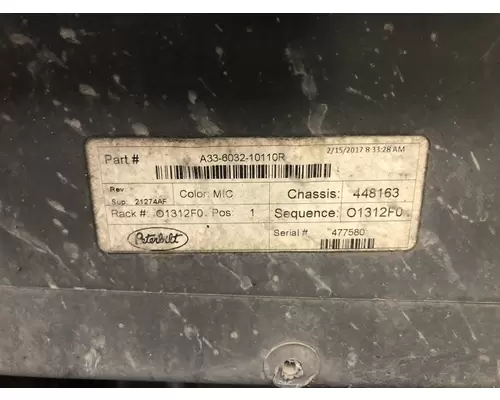 2/15/2017 8:33:28 AM
Part # A33-6032-10110R
Rev:
Sup: 21274AF Color: MIC Chassis: 448163
Rack #: O1312F0 Pos: 1 Sequence: O1312F0
Peterbilt Serial # 477580